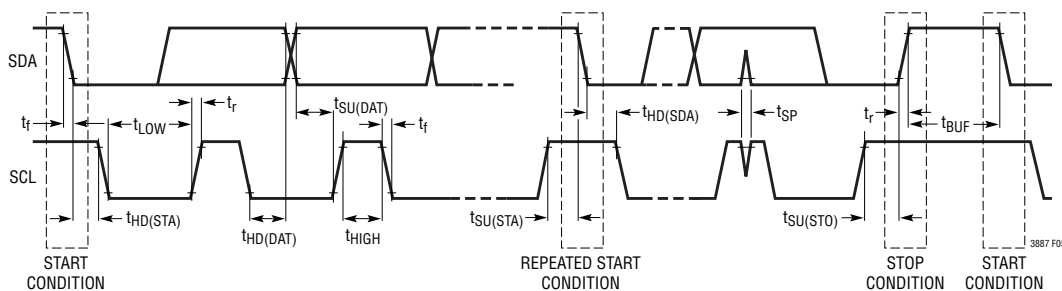 SDA
tf
tLOW
tr
tSU(DAT)
tf
tHD(SDA)
tSP
tr
tBUF
SCL
tHD(STA)
tHD(DAT)
tHIGH
tSU(STA)
tSU(STO)
3887 F05
START
CONDITION
REPEATED START
CONDITION
STOP
CONDITION
START
CONDITION